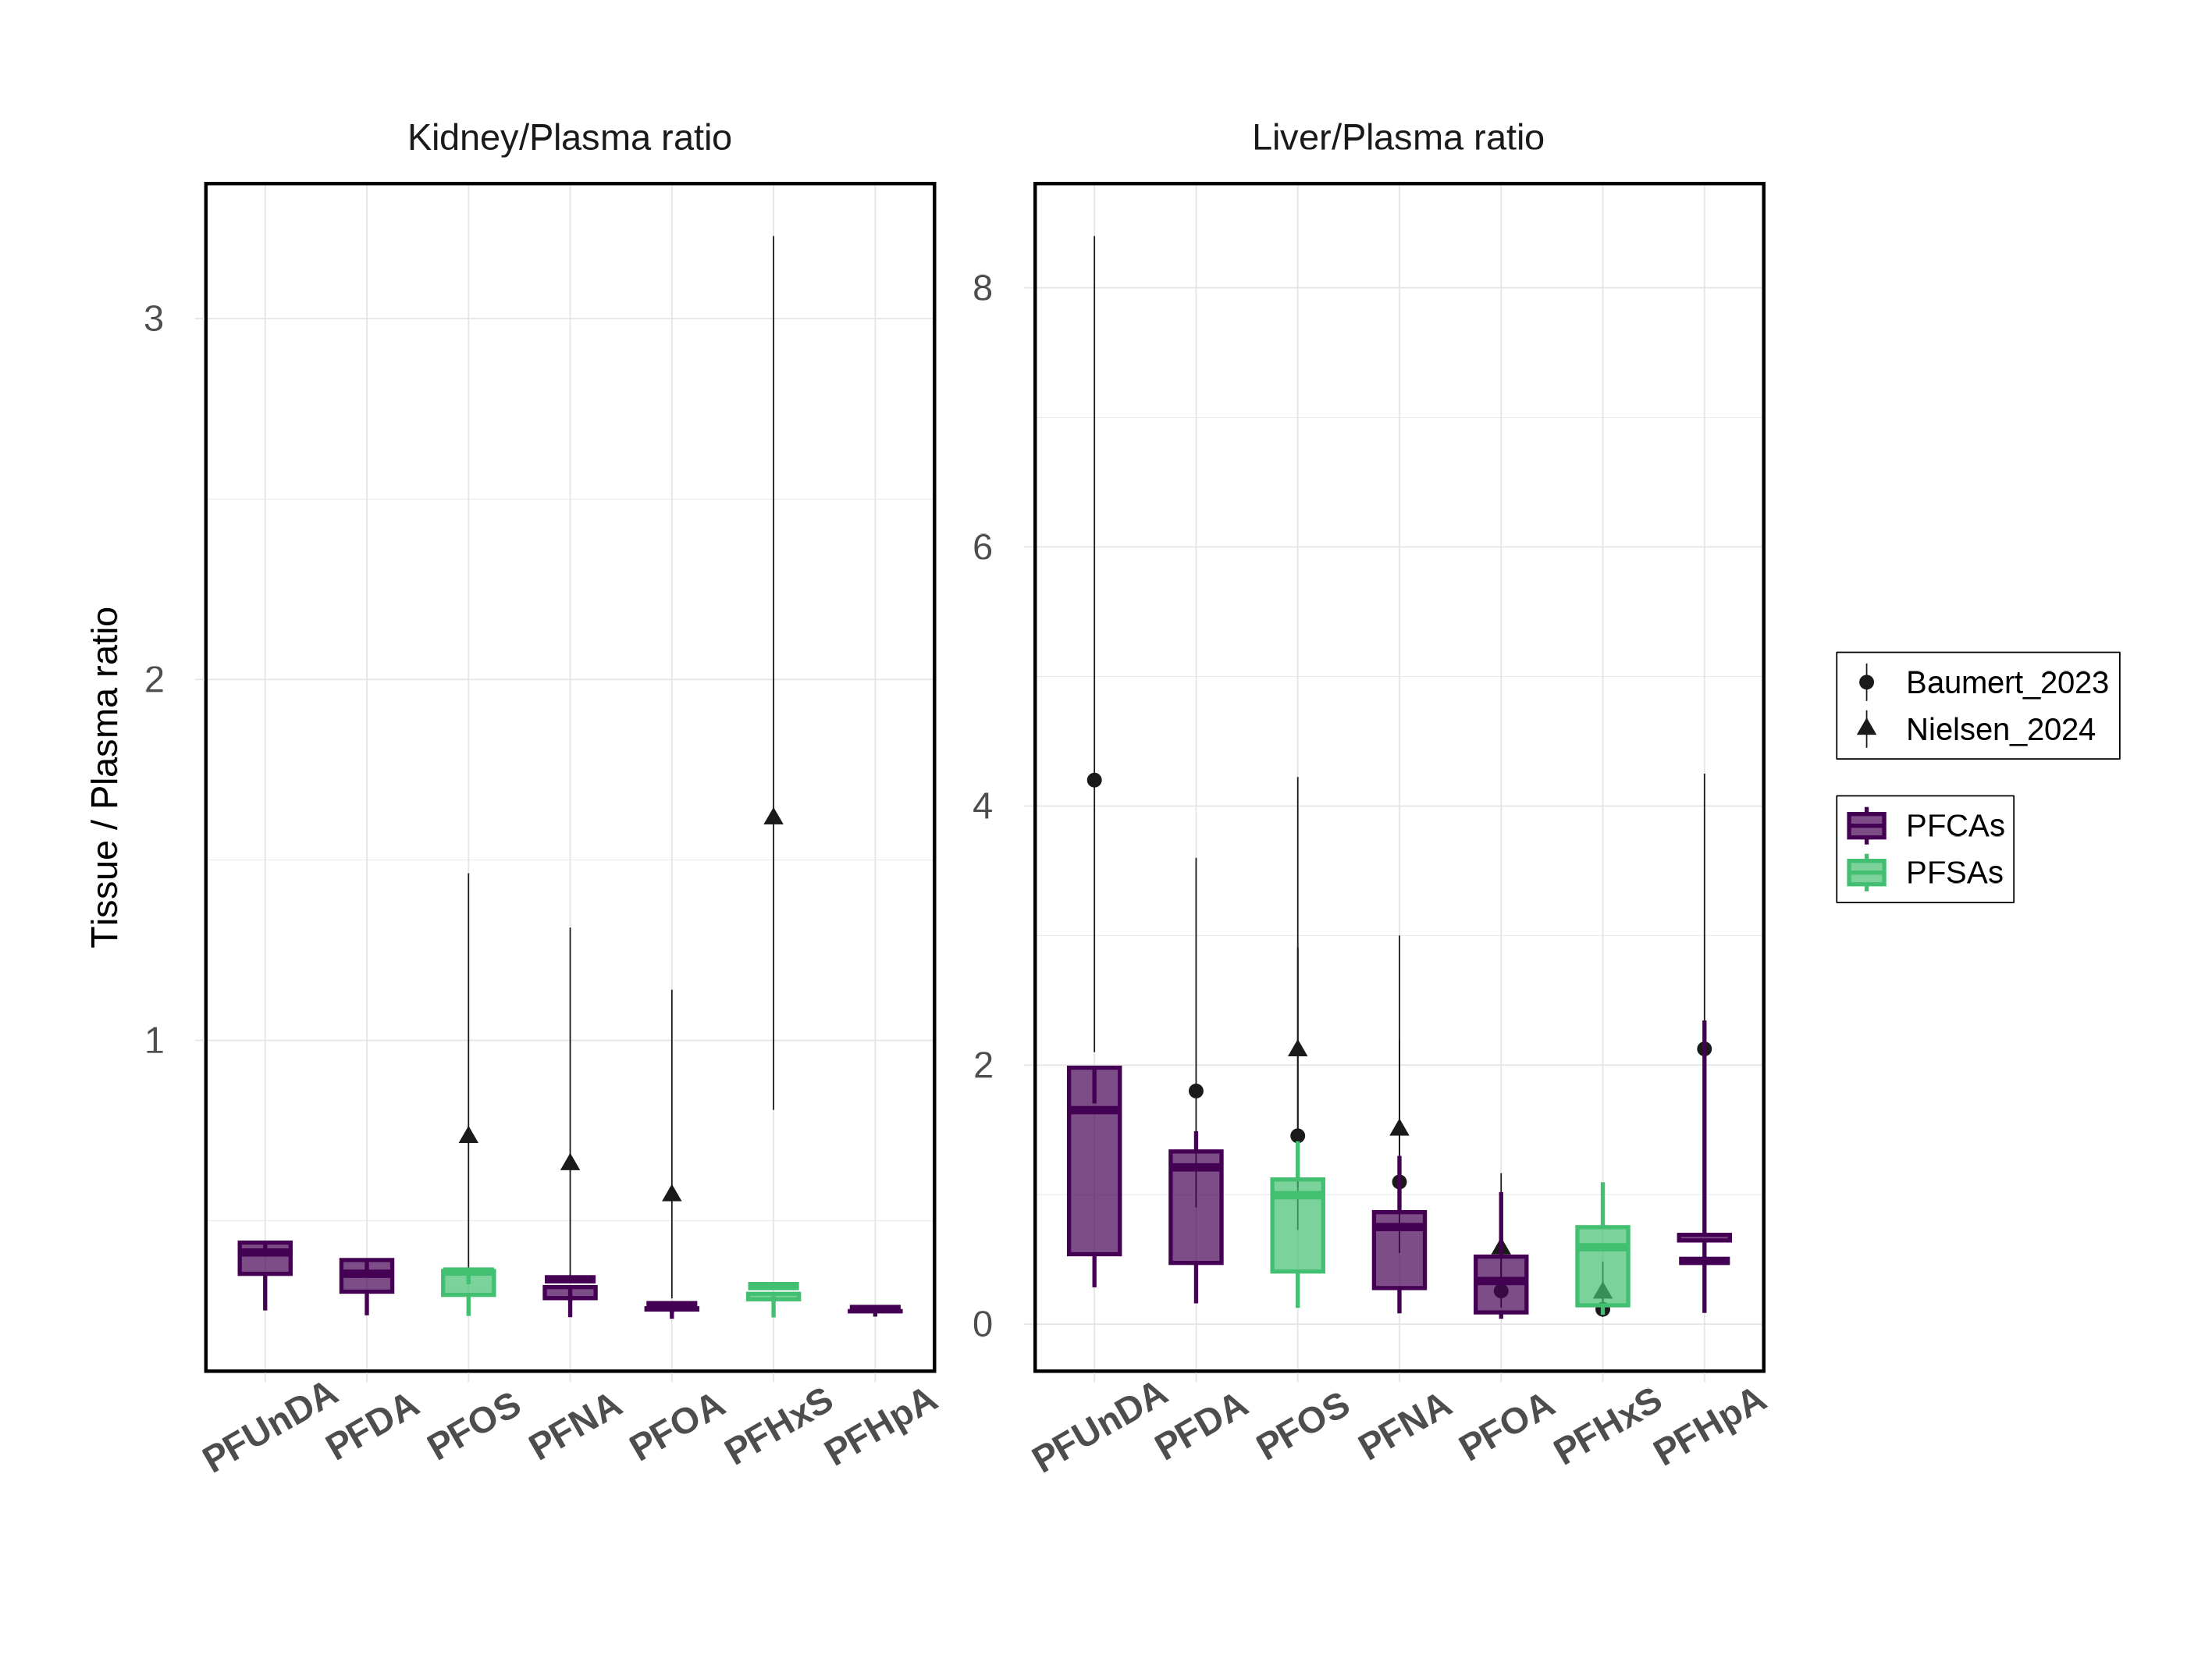 Kidney/Plasma ratio
Liver/Plasma ratio
Tissue / Plasma ratio
3
2
1
8
6
4
2
0
PFUnDA
PFDA
PFOS
PFNA
PFOA
PFHxS
PFHpA
PFUnDA
PFDA
PFOS
PFNA
PFOA
PFHxS
PFHpA
Baumert_2023
Nielsen_2024
PFCAs
PFSAs